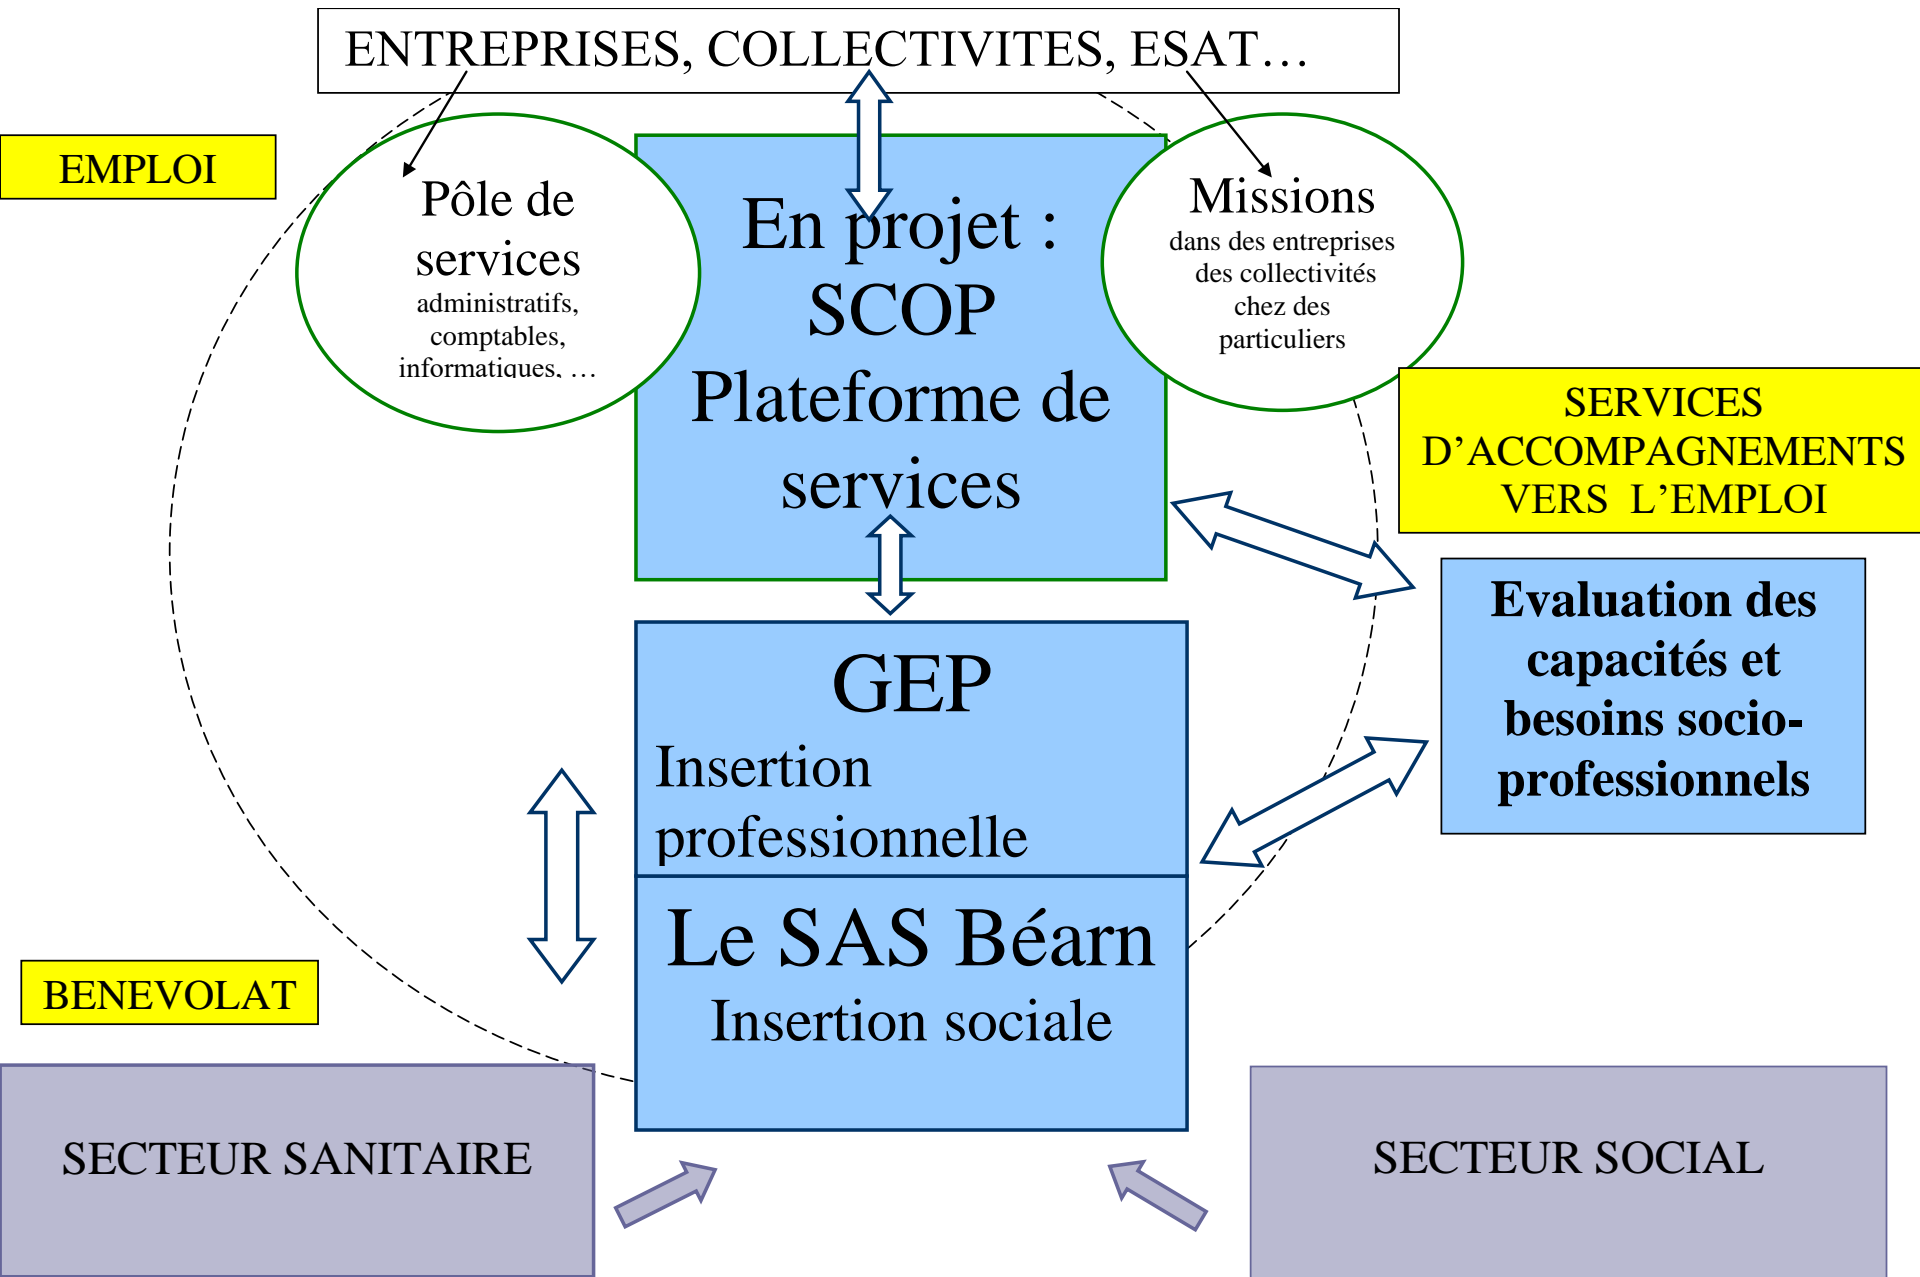 ENTREPRISES, COLLECTIVITES, ESAT…
EMPLOI
Pôle de
services
administratifs,
comptables,
informatiques, …
En projet :
SCOP
Plateforme de
services
Missions
dans des entreprises
des collectivités
chez des
particuliers
SERVICES
D’ACCOMPAGNEMENTS
VERS L’EMPLOI
Evaluation des
capacités et
besoins socio-
professionnels
GEP
Insertion
professionnelle
Le SAS Béarn
Insertion sociale
BENEVOLAT
SECTEUR SANITAIRE
SECTEUR SOCIAL